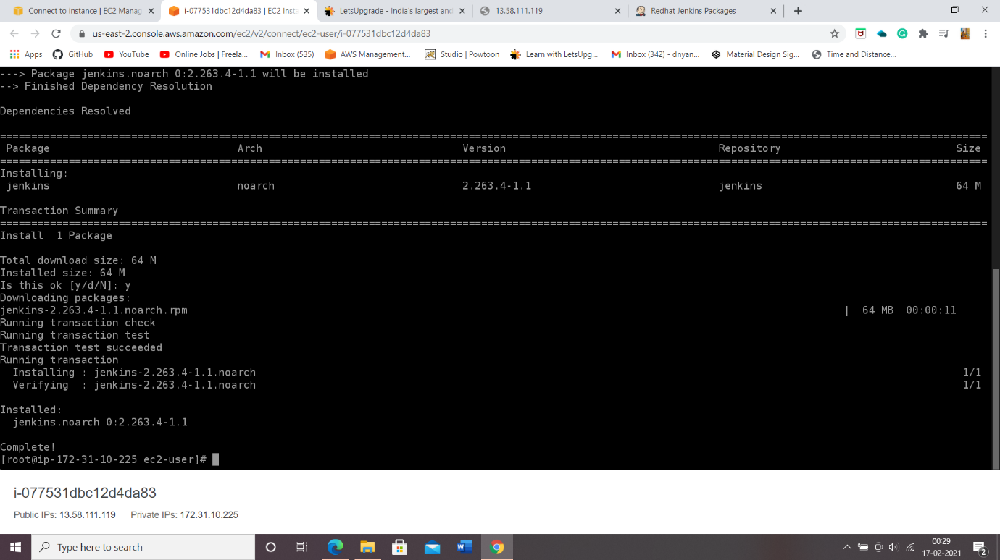 Connect to instance | EC2 Manag
i-077531dbc12d4da83 | EC2 Inst
LetsUpgrade - India's largest and
13.58.111.119
Redhat Jenkins Packages
us-east-2.console.aws.amazon.com/ec2/v2/connect/ec2-user/i-077531dbc12d4da83
Apps
GitHub
YouTube
Online Jobs | Freela...
Inbox (535)
AWS Management...
Studio | Powtoon
Learn with LetsUpg...
Inbox (342) - dnyan...
Material Design Sig...
Time and Distance...
---> Package jenkins.noarch 0:2.263.4-1.1 will be installed
--> Finished Dependency Resolution
Dependencies Resolved
Package Arch Version Repository Size
Installing:
jenkins noarch 2.263.4-1.1 jenkins 64 M
Transaction Summary
Install 1 Package
Total download size: 64 M
Installed size: 64 M
Is this ok [y/d/N]: y
Downloading packages:
jenkins-2.263.4-1.1.noarch.rpm | 64 MB 00:00:11
Running transaction check
Running transaction test
Transaction test succeeded
Running transaction
Installing : jenkins-2.263.4-1.1.noarch 1/1
Verifying : jenkins-2.263.4-1.1.noarch 1/1
Installed:
jenkins.noarch 0:2.263.4-1.1
Complete!
[root@ip-172-31-10-225 ec2-user]#
i-077531dbc12d4da83
Public IPs: 13.58.111.119 Private IPs: 172.31.10.225
Type here to search
00:29
17-02-2021
2